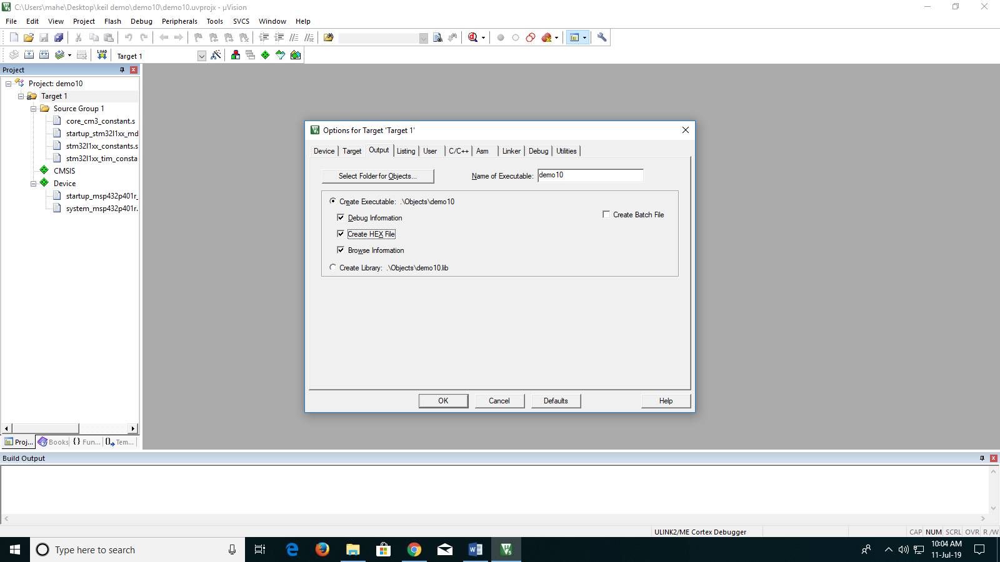 C:\Users\mahe\Desktop\keil demo\demo10\demo10.uvprojx - µVision
File Edit View Project Flash Debug Peripherals Tools SVCS Window Help
LOAD
Target 1
Project
Project: demo10
Target 1
Source Group 1
core_cm3_constant.s
startup_stm32l1xx_md
stm32l1xx_constants.s
stm32l1xx_tim_consta
CMSIS
Device
startup_msp432p401r_
system_msp432p401r.
Proj... Books {} Fun... Tem...
Options for Target 'Target 1'
Device Target Output Listing User C/C++ Asm Linker Debug Utilities
Select Folder for Objects... Name of Executable: demo10
Create Executable: .\Objects\demo10
Debug Information
Create Batch File
Create HEX File
Browse Information
Create Library: .\Objects\demo10.lib
OK Cancel Defaults Help
Build Output
ULINK2/ME Cortex Debugger CAP NUM SCRL OVR R /W
Type here to search
10:04 AM
11-Jul-19